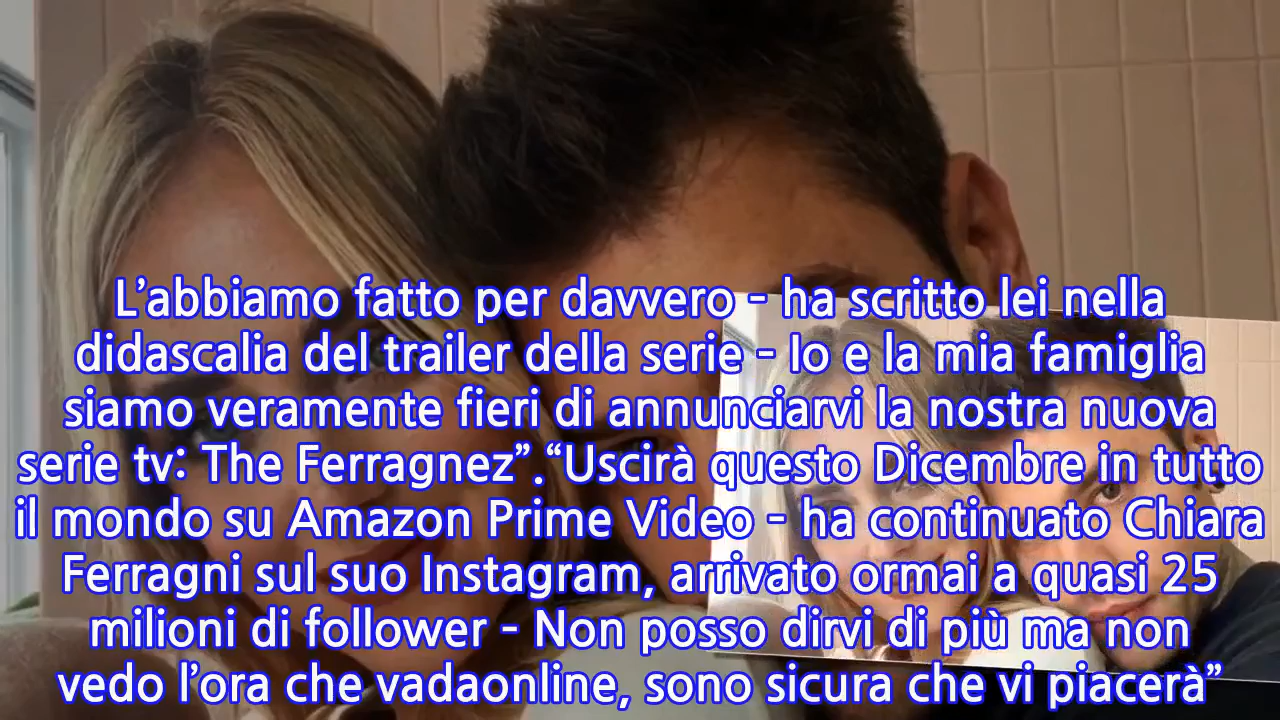 L’abbiamo fatto per davvero - ha scritto lei nella
didascalia del trailer della serie - Io e la mia famiglia
siamo veramente fieri di annunciarvi la nostra nuova
serie tv: The Ferragnez”.“Uscirà questo Dicembre in tutto
il mondo su Amazon Prime Video - ha continuato Chiara
Ferragni sul suo Instagram, arrivato ormai a quasi 25
milioni di follower - Non posso dirvi di più ma non
vedo l’ora che vadaonline, sono sicura che vi piacerà”